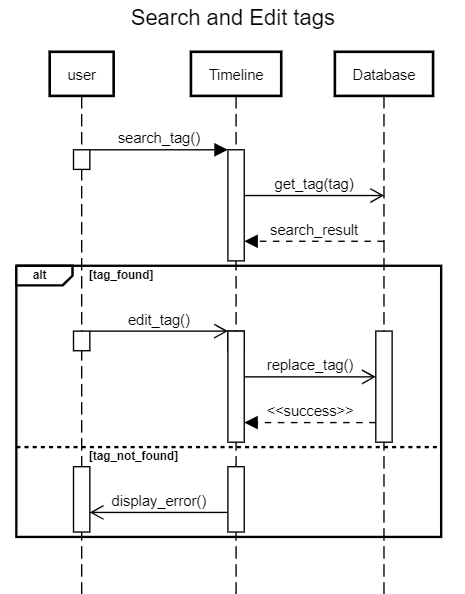 Search and Edit tags
user
Timeline
Database
search_tag()
get_tag(tag)
search_result
alt
[tag_found]
edit_tag()
replace_tag()
<<success>>
[tag_not_found]
display_error()